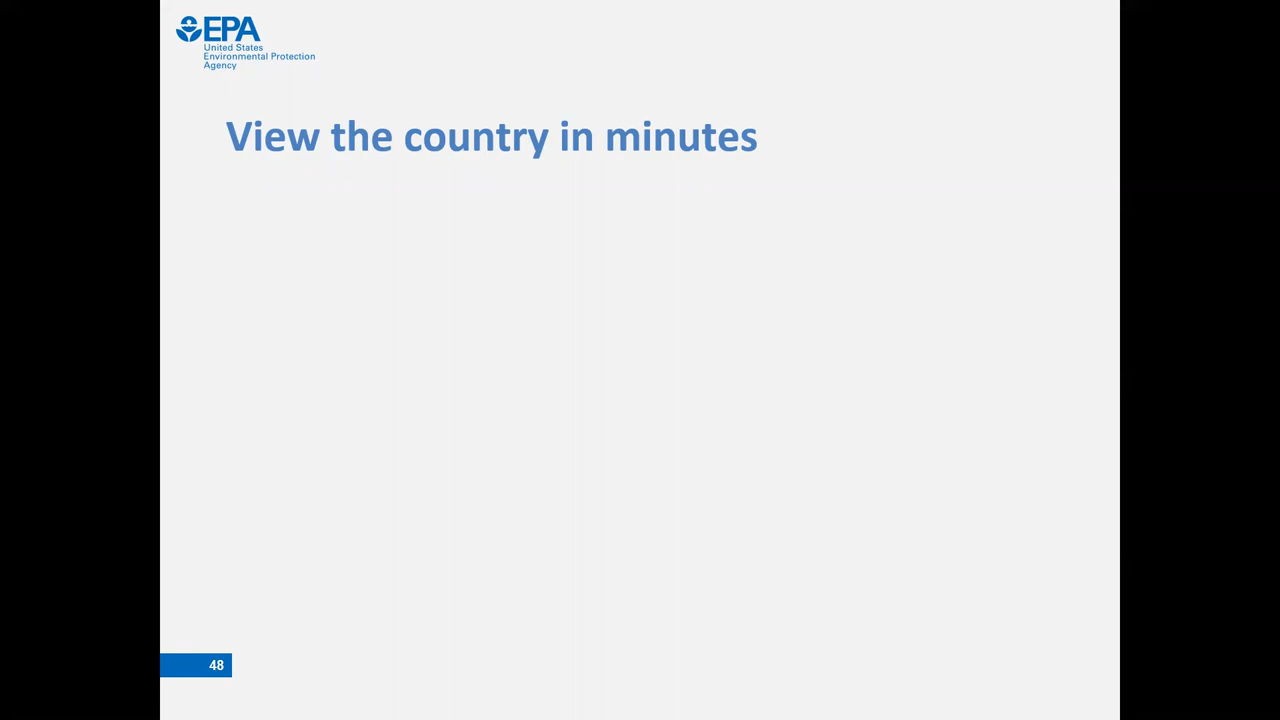 EPA
United States
Environmental Protection
Agency
View the country in minutes
48